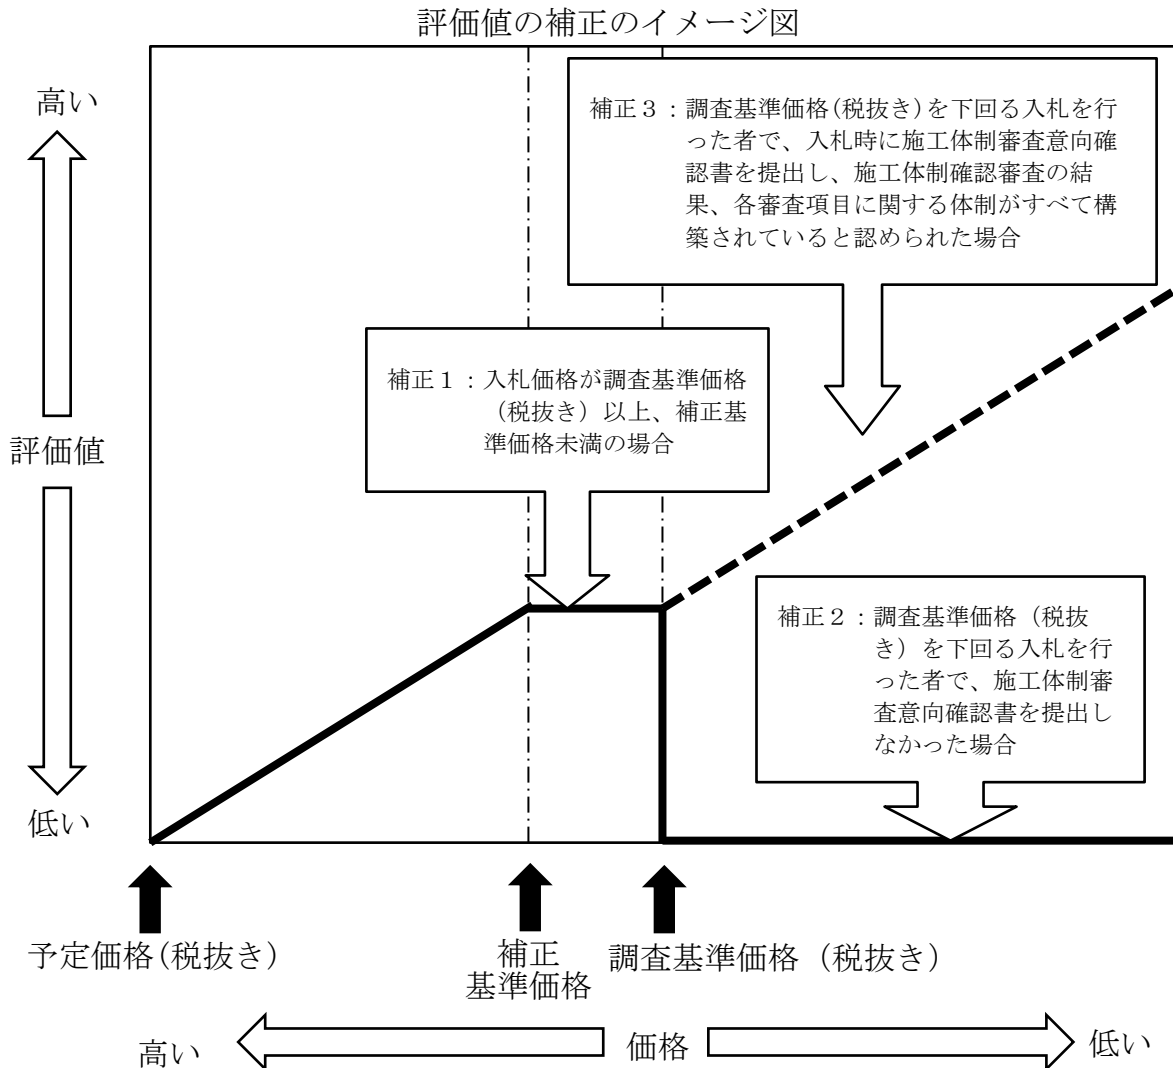 評価値の補正のイメージ図
高い
補正３：調査基準価格(税抜き)を下回る入札を行
った者で、入札時に施工体制審査意向確
認書を提出し、施工体制確認審査の結
果、各審査項目に関する体制がすべて構
築されていると認められた場合
補正１：入札価格が調査基準価格
（税抜き）以上、補正基
準価格未満の場合
評価値
補正２：調査基準価格（税抜
き）を下回る入札を行
った者で、施工体制審
査意向確認書を提出し
なかった場合
低い
予定価格(税抜き)
補正
基準価格
調査基準価格（税抜き）
高い
価格
低い